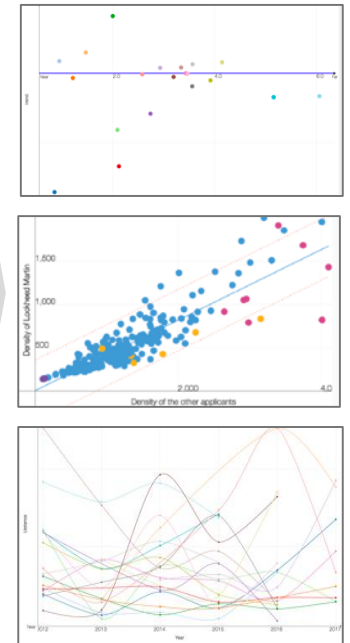 Year
2.0
4.0
6.0
Density of Lockheed Martin
1,500
1,000
500
2,000
4,0
Density of the other applicants
Distance
Year
2012
2013
2014
2015
2016
2017
Year